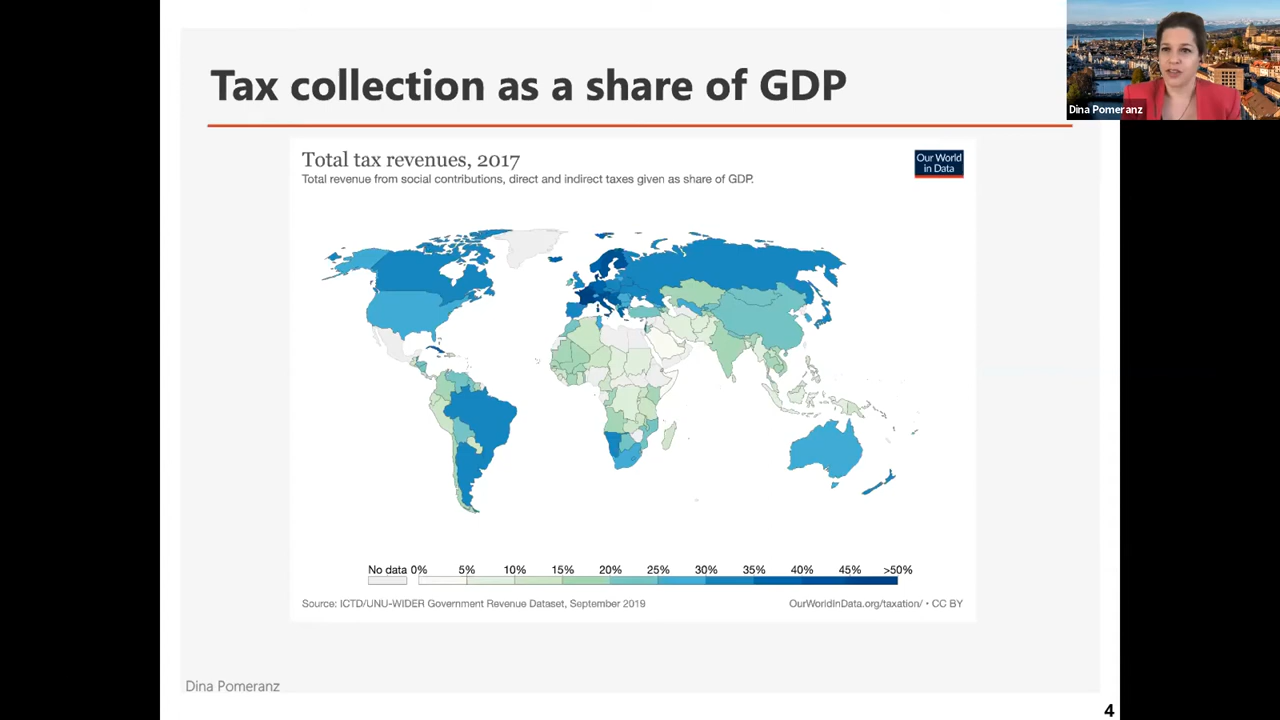 Tax collection as a share of GDP
Dina Pomeranz
Total tax revenues, 2017
Total revenue from social contributions, direct and indirect taxes given as share of GDP.
Our World
in Data
No data 0% 5% 10% 15% 20% 25% 30% 35% 40% 45% >50%
Source: ICTD/UNU-WIDER Government Revenue Dataset, September 2019
OurWorldInData.org/taxation/ • CC BY
Dina Pomeranz
4